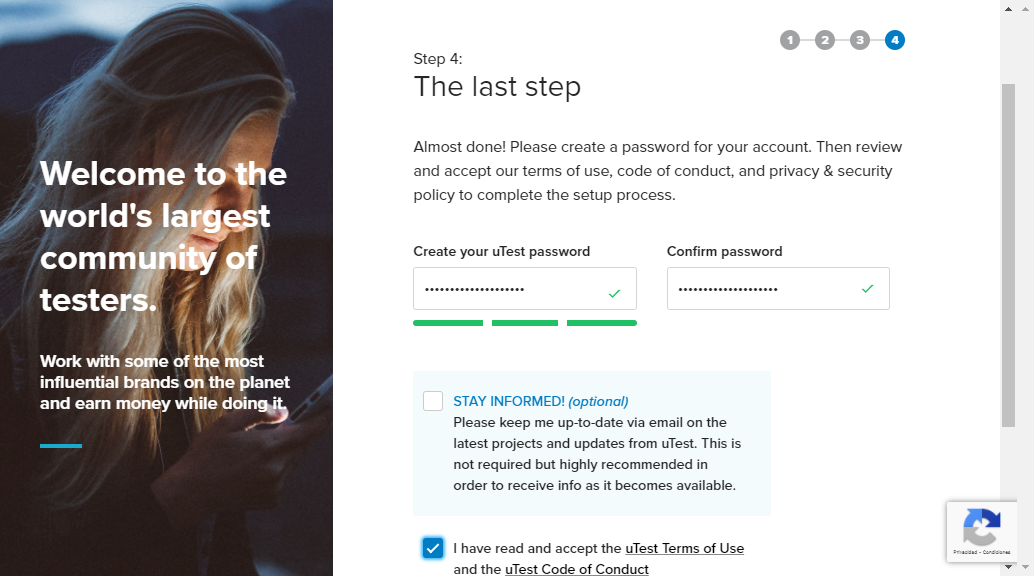 Welcome to the
world's largest
community of
testers.
Work with some of the most
influential brands on the planet
and earn money while doing it.
1 2 3 4
Step 4:
The last step
Almost done! Please create a password for your account. Then review
and accept our terms of use, code of conduct, and privacy & security
policy to complete the setup process.
Create your uTest password
Confirm password
STAY INFORMED! (optional)
Please keep me up-to-date via email on the
latest projects and updates from uTest. This is
not required but highly recommended in
order to receive info as it becomes available.
I have read and accept the uTest Terms of Use
and the uTest Code of Conduct
Privacidad - Condiciones